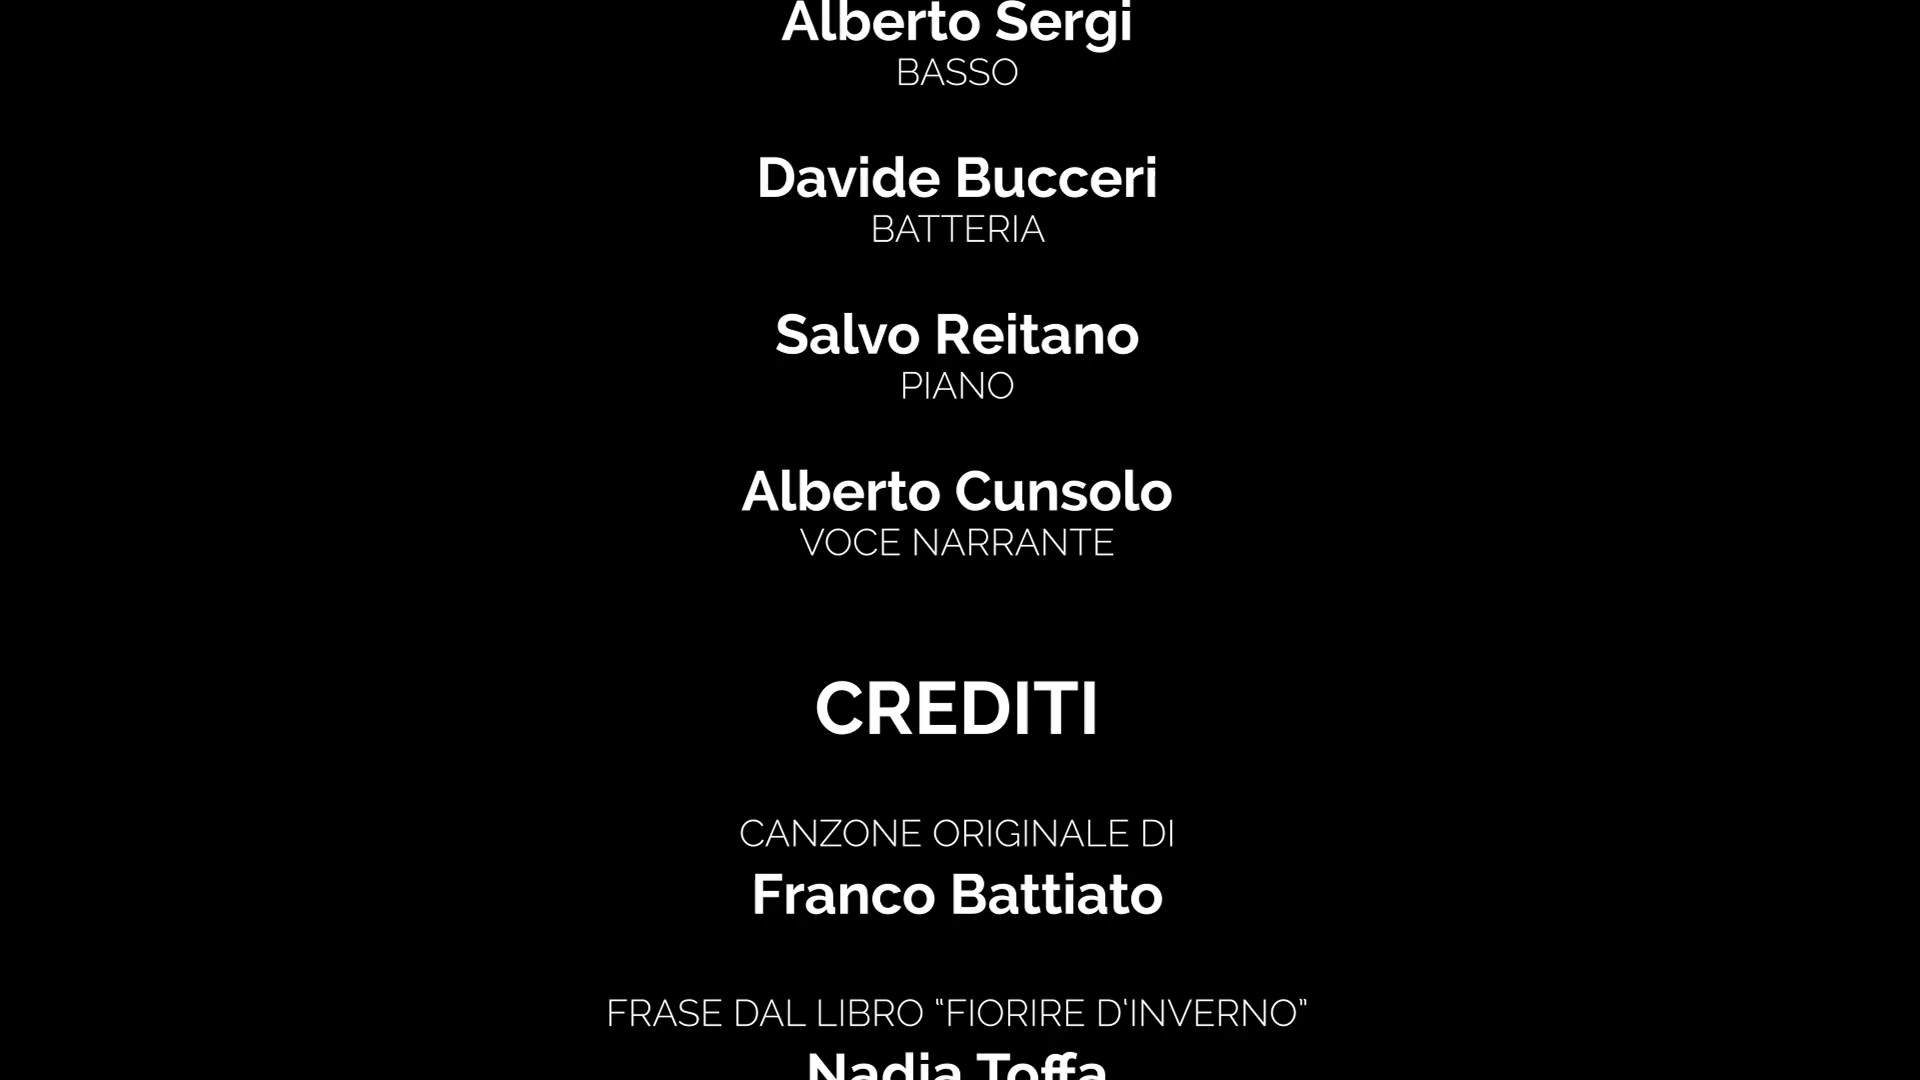 Alberto Sergi
BASSO
Davide Bucceri
BATTERIA
Salvo Reitano
PIANO
Alberto Cunsolo
VOCE NARRANTE
CREDITI
CANZONE ORIGINALE DI
Franco Battiato
FRASE DAL LIBRO “FIORIRE D‘INVERNO”
Nadia Toffa